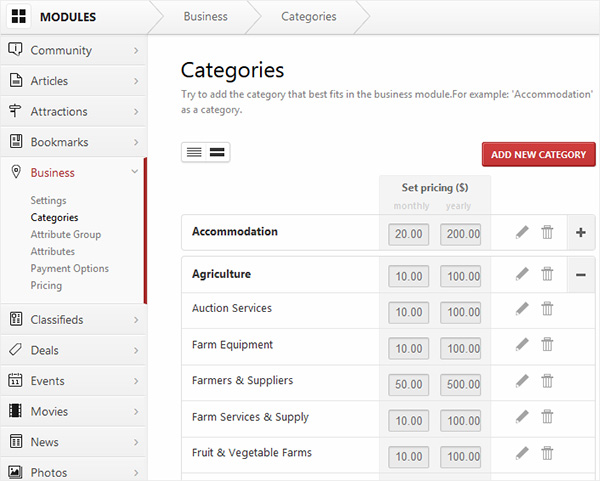 MODULES
Business
Categories
Community
Articles
Attractions
Bookmarks
Business
Settings
Categories
Attribute Group
Attributes
Payment Options
Pricing
Classifieds
Deals
Events
Movies
News
Photos
Categories
Try to add the category that best fits in the business module.For example: 'Accommodation'
as a category.
ADD NEW CATEGORY
Set pricing ($)
monthly yearly
Accommodation 20.00 200.00
Agriculture 10.00 100.00
Auction Services 10.00 100.00
Farm Equipment 10.00 100.00
Farmers & Suppliers 50.00 500.00
Farm Services & Supply 10.00 100.00
Fruit & Vegetable Farms 10.00 100.00